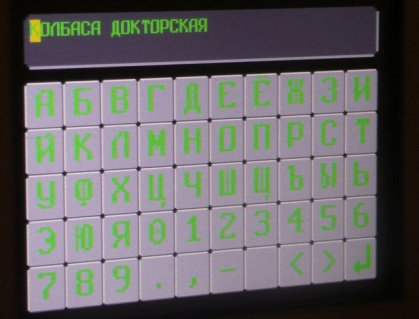 КОЛБАСА ДОКТОРСКАЯ
А Б В Г Д Е Ё Ж З И
Й К Л М Н О П Р С Т
У Ф Х Ц Ч Ш Щ Ъ Ы Ь
Э Ю Я 0 1 2 3 4 5 6
7 8 9 . , - < > ↵